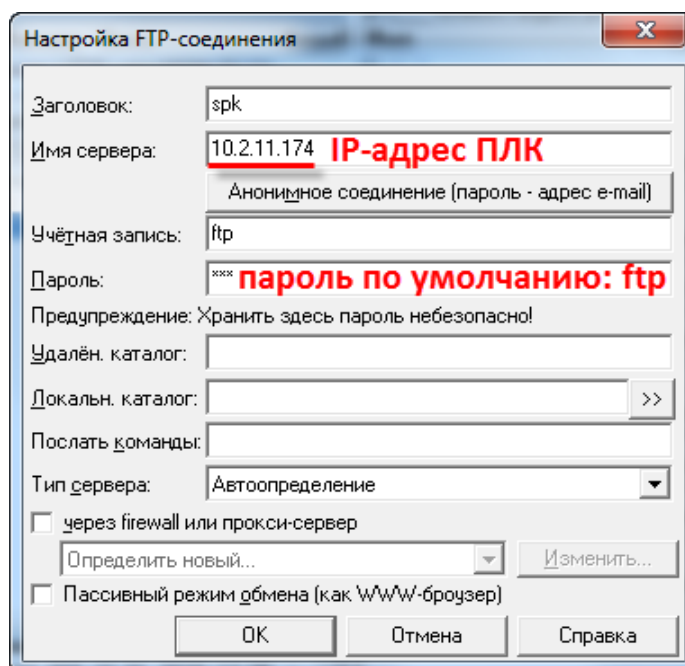 Настройка FTP-соединения
Заголовок: spk
Имя сервера: 10.2.11.174 IP-адрес ПЛК
Анонимное соединение (пароль - адрес e-mail)
Учётная запись: ftp
Пароль: *** пароль по умолчанию: ftp
Предупреждение: Хранить здесь пароль небезопасно!
Удалён. каталог:
Локальн. каталог: >>
Послать команды:
Тип сервера: Автоопределение
через firewall или прокси-сервер
Определить новый... Изменить...
Пассивный режим обмена (как WWW-броузер)
OK Отмена Справка